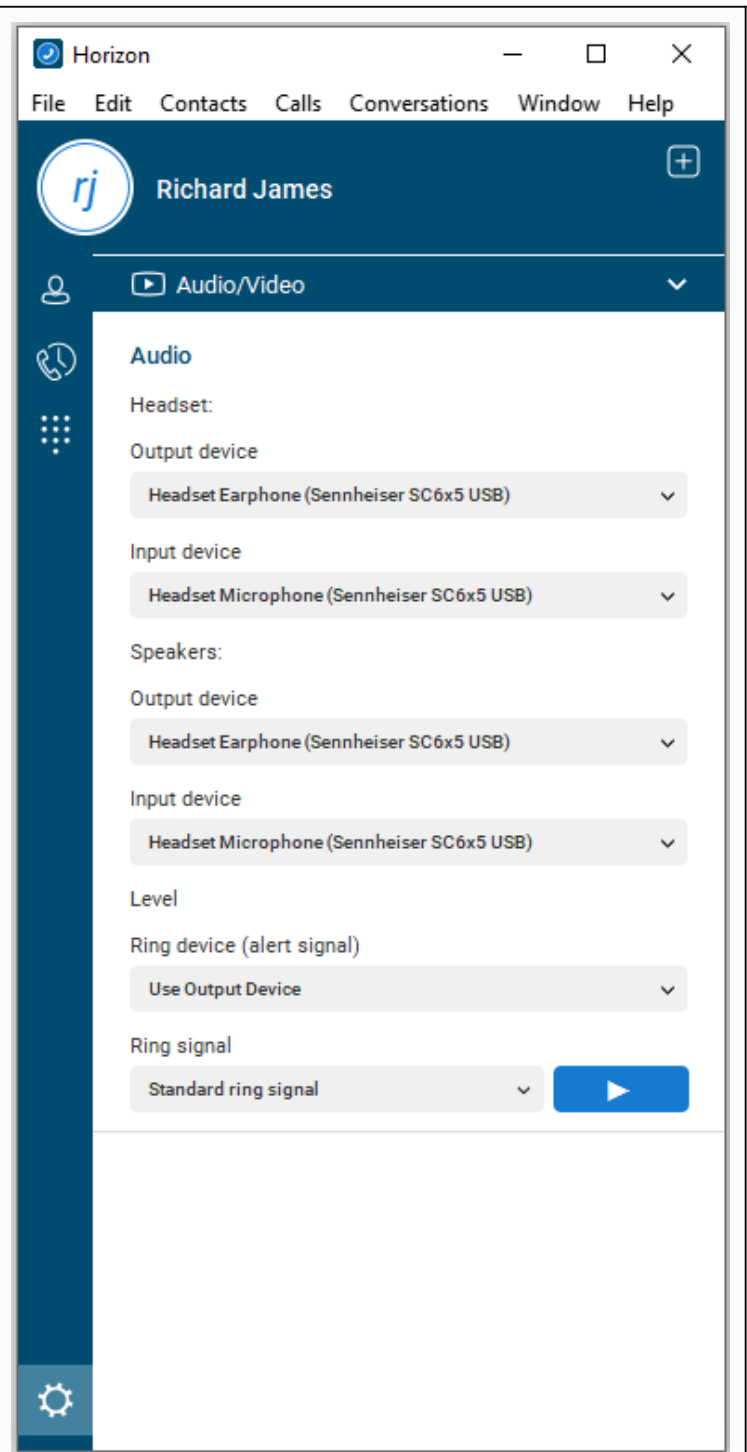 Horizon
File Edit Contacts Calls Conversations Window Help
rj
Richard James
Audio/Video
Audio
Headset:
Output device
Headset Earphone (Sennheiser SC6x5 USB)
Input device
Headset Microphone (Sennheiser SC6x5 USB)
Speakers:
Output device
Headset Earphone (Sennheiser SC6x5 USB)
Input device
Headset Microphone (Sennheiser SC6x5 USB)
Level
Ring device (alert signal)
Use Output Device
Ring signal
Standard ring signal